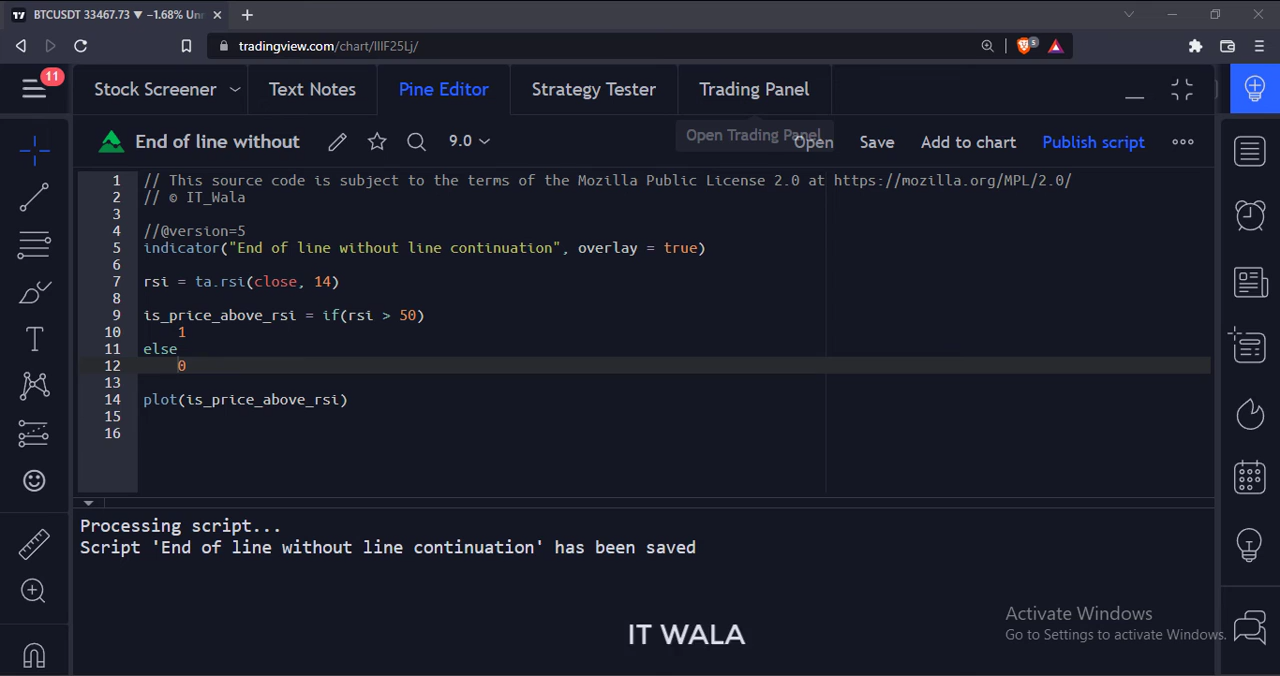 BTCUSDT 33467.73 ▼ −1.68% Unn
tradingview.com/chart/IIIF25Lj/
5
11
Stock Screener Text Notes Pine Editor Strategy Tester Trading Panel
End of line without 9.0 Open Save Add to chart Publish script
Open Trading Panel
1 // This source code is subject to the terms of the Mozilla Public License 2.0 at https://mozilla.org/MPL/2.0/
2 // © IT_Wala
3
4 //@version=5
5 indicator("End of line without line continuation", overlay = true)
6
7 rsi = ta.rsi(close, 14)
8
9 is_price_above_rsi = if(rsi > 50)
10 1
11 else
12 0
13
14 plot(is_price_above_rsi)
15
16
Processing script...
Script 'End of line without line continuation' has been saved
Activate Windows
Go to Settings to activate Windows.
IT WALA